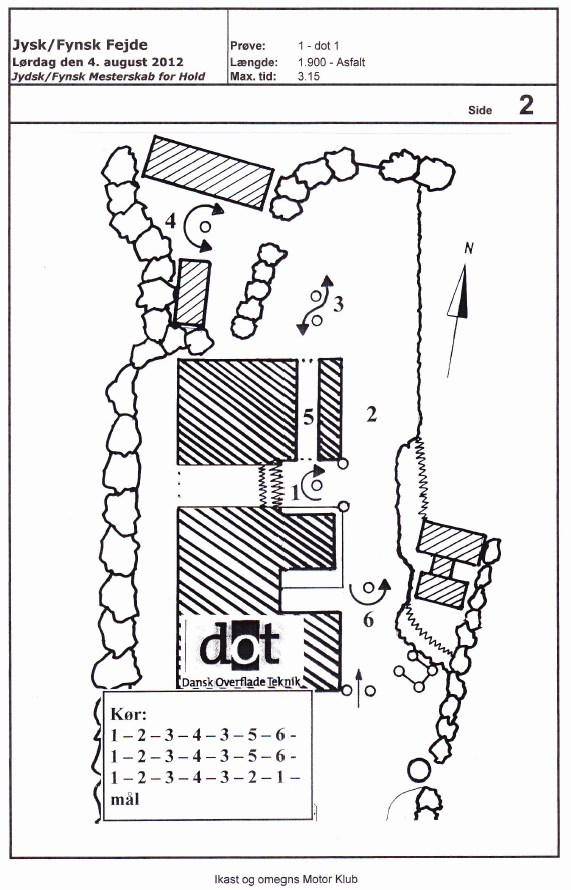 Jysk/Fynsk Fejde
Lørdag den 4. august 2012
Jydsk/Fynsk Mesterskab for Hold
Prøve: 1 - dot 1
Længde: 1.900 - Asfalt
Max. tid: 3.15
Side 2
4
N
3
5
2
1
6
dot
Dansk Overflade Teknik
Kør:
1 – 2 – 3 – 4 – 3 – 5 – 6 -
1 – 2 – 3 – 4 – 3 – 5 – 6 -
1 – 2 – 3 – 4 – 3 – 2 – 1 –
mål
Ikast og omegns Motor Klub